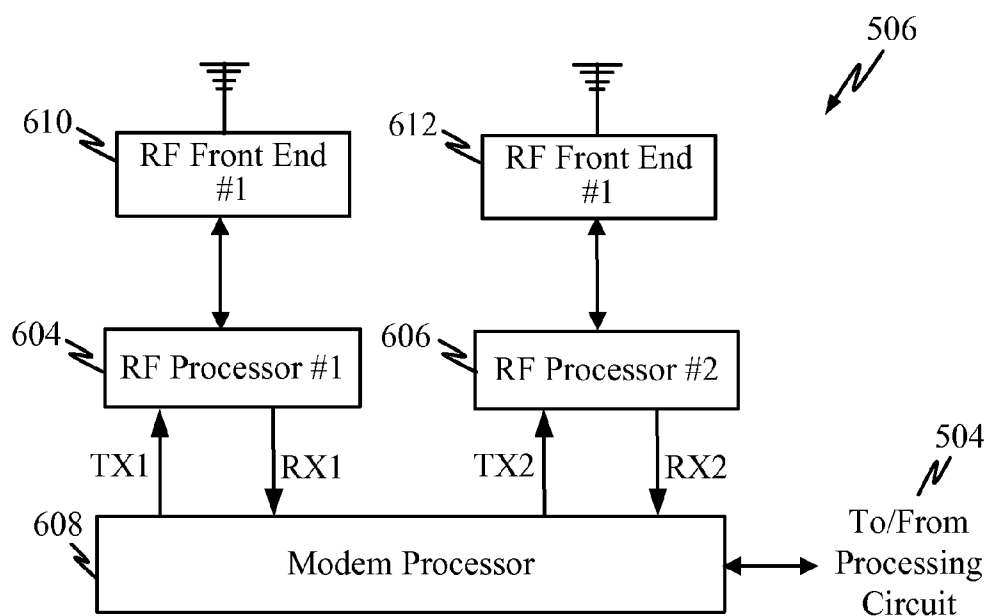 506
610
RF Front End
#1
612
RF Front End
#1
604
RF Processor #1
606
RF Processor #2
TX1
RX1
TX2
RX2
504
608
Modem Processor
To/From
Processing
Circuit